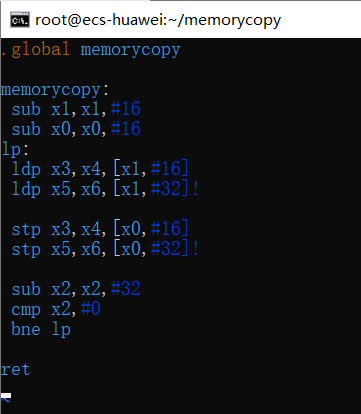 root@ecs-huawei:~/memorycopy
.global memorycopy
memorycopy:
sub x1,x1,#16
sub x0,x0,#16
lp:
ldp x3,x4,[x1,#16]
ldp x5,x6,[x1,#32]!
stp x3,x4,[x0,#16]
stp x5,x6,[x0,#32]!
sub x2,x2,#32
cmp x2,#0
bne lp
ret